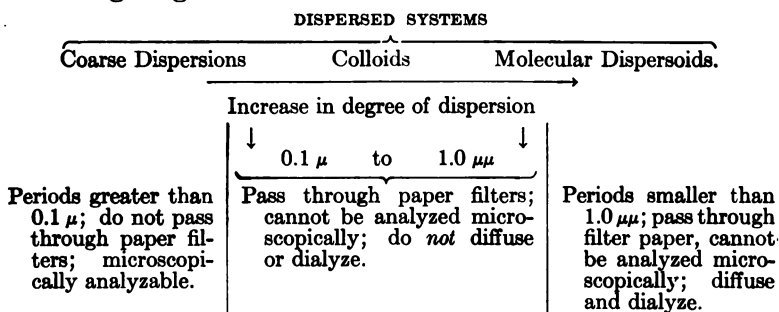 DISPERSED SYSTEMS
Coarse Dispersions Colloids Molecular Dispersoids.
Increase in degree of dispersion
0.1 μ to 1.0 μμ
Periods greater than
0.1 μ; do not pass
through paper fil-
ters; microscopi-
cally analyzable.
Pass through paper filters;
cannot be analyzed micro-
scopically; do not diffuse
or dialyze.
Periods smaller than
1.0 μμ; pass through
filter paper, cannot
be analyzed micro-
scopically; diffuse
and dialyze.